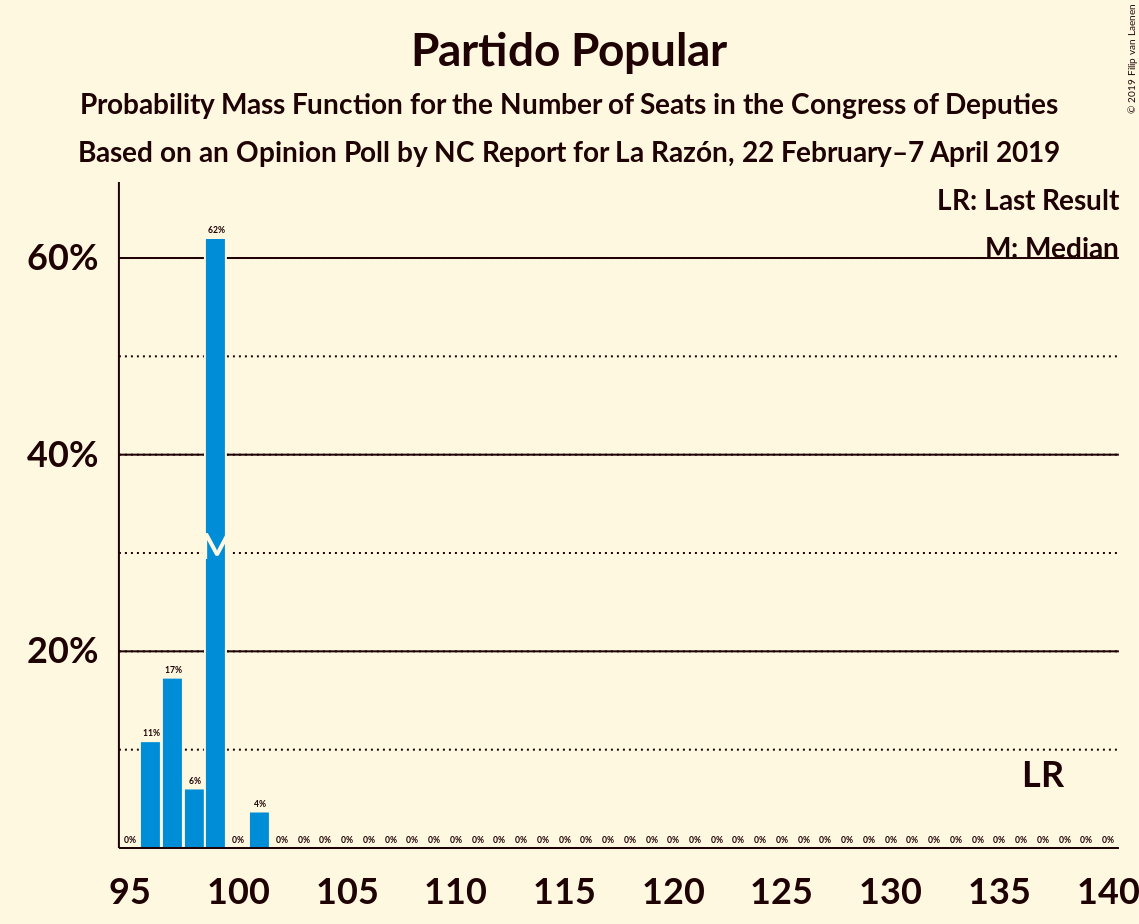 © 2019 Filip van Laenen
Partido Popular
Probability Mass Function for the Number of Seats in the Congress of Deputies
Based on an Opinion Poll by NC Report for La Razón, 22 February–7 April 2019
LR: Last Result
M: Median
60%
40%
20%
0% 11% 17% 6% 62% 0% 4% 0% 0% 0% 0% 0% 0% 0% 0% 0% 0% 0% 0% 0% 0% 0% 0% 0% 0% 0% 0% 0% 0% 0% 0% 0% 0% 0% 0% 0% 0% 0% 0% 0% 0% 0% 0% 0% 0% 0%
M
LR
95 100 105 110 115 120 125 130 135 140